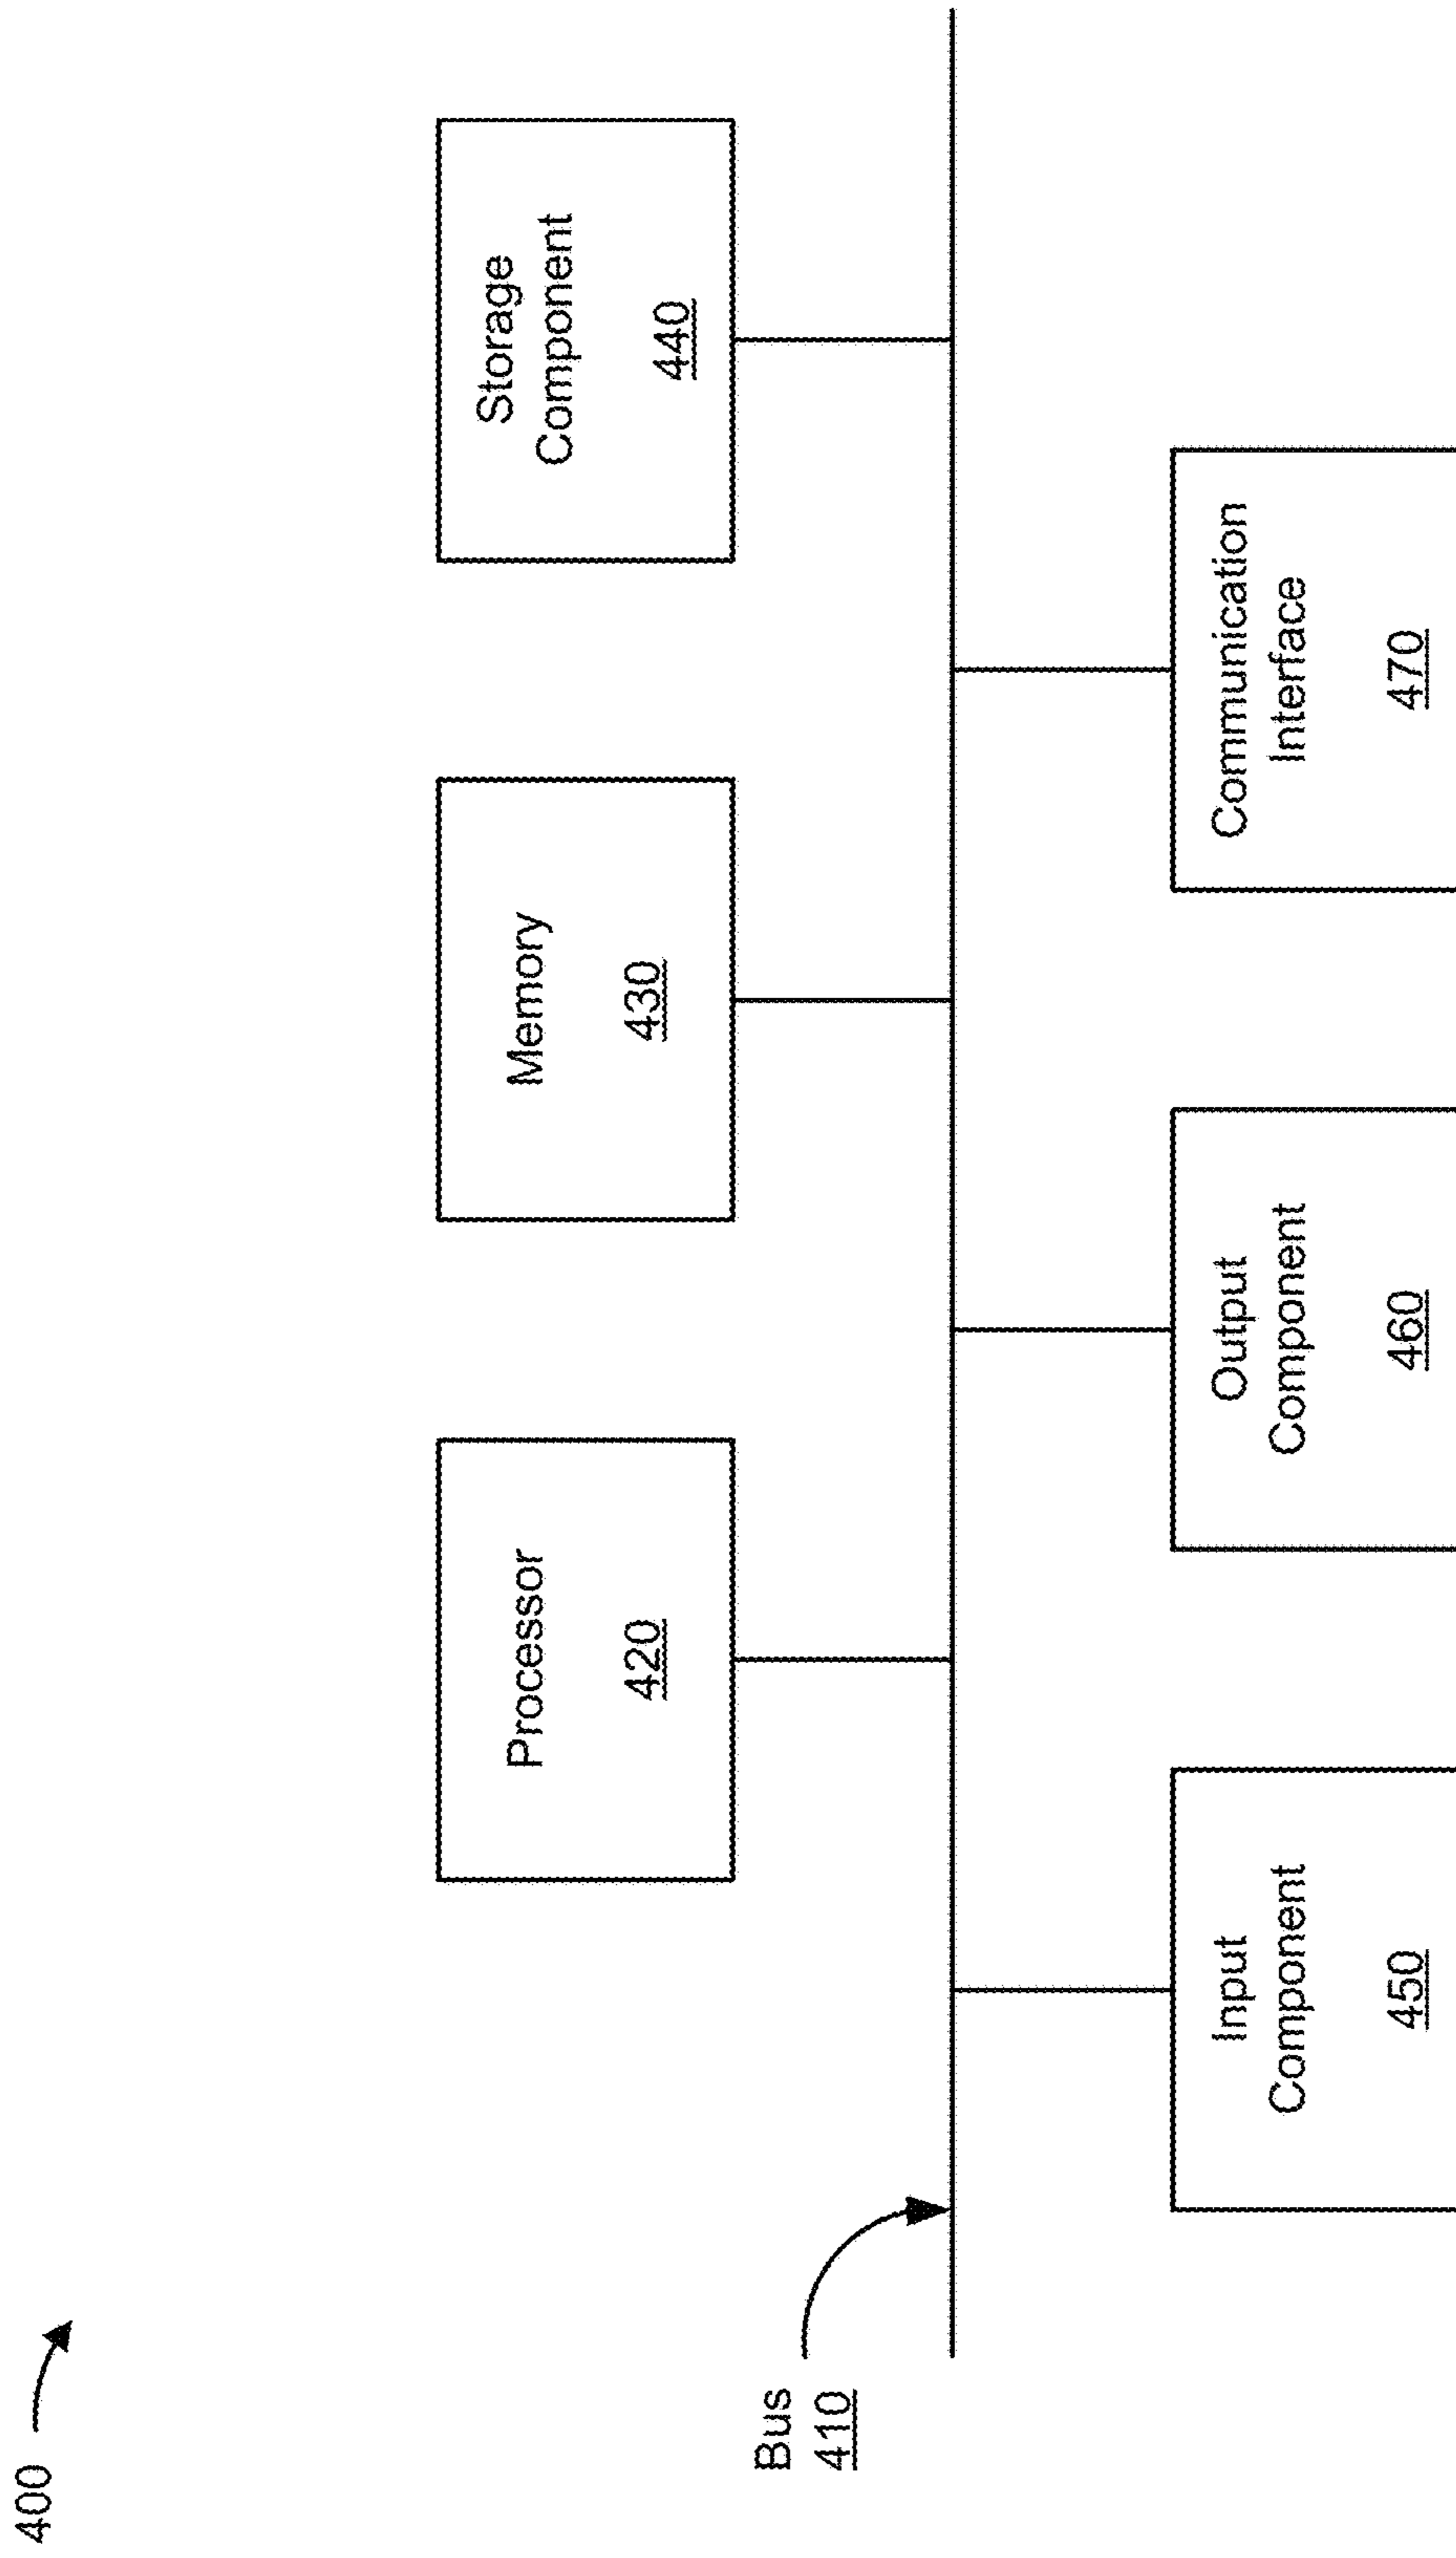 400
Bus
410
Processor
420
Memory
430
Storage
Component
440
Input
Component
450
Output
Component
460
Communication
Interface
470